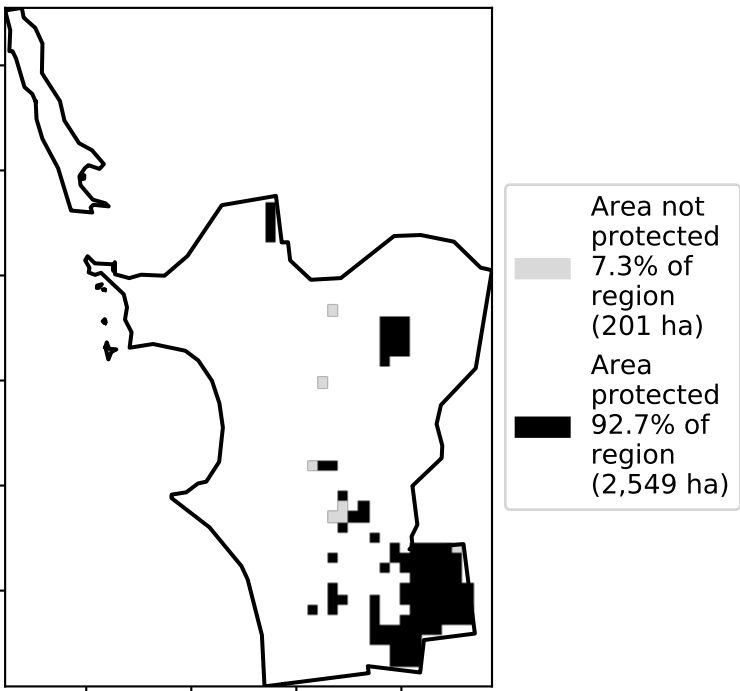 Area not
protected
7.3% of
region
(201 ha)
Area
protected
92.7% of
region
(2,549 ha)